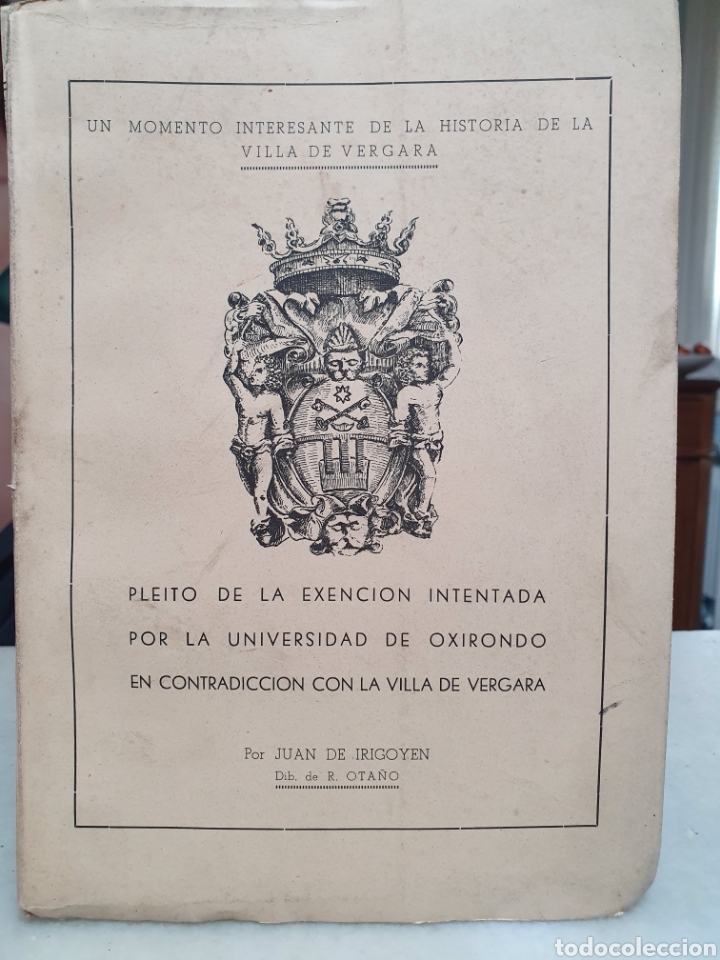 UN MOMENTO INTERESANTE DE LA HISTORIA DE LA
VILLA DE VERGARA
PLEITO DE LA EXENCION INTENTADA
POR LA UNIVERSIDAD DE OXIRONDO
EN CONTRADICCION CON LA VILLA DE VERGARA
Por JUAN DE IRIGOYEN
Dib. de R. OTAÑO
todocoleccion